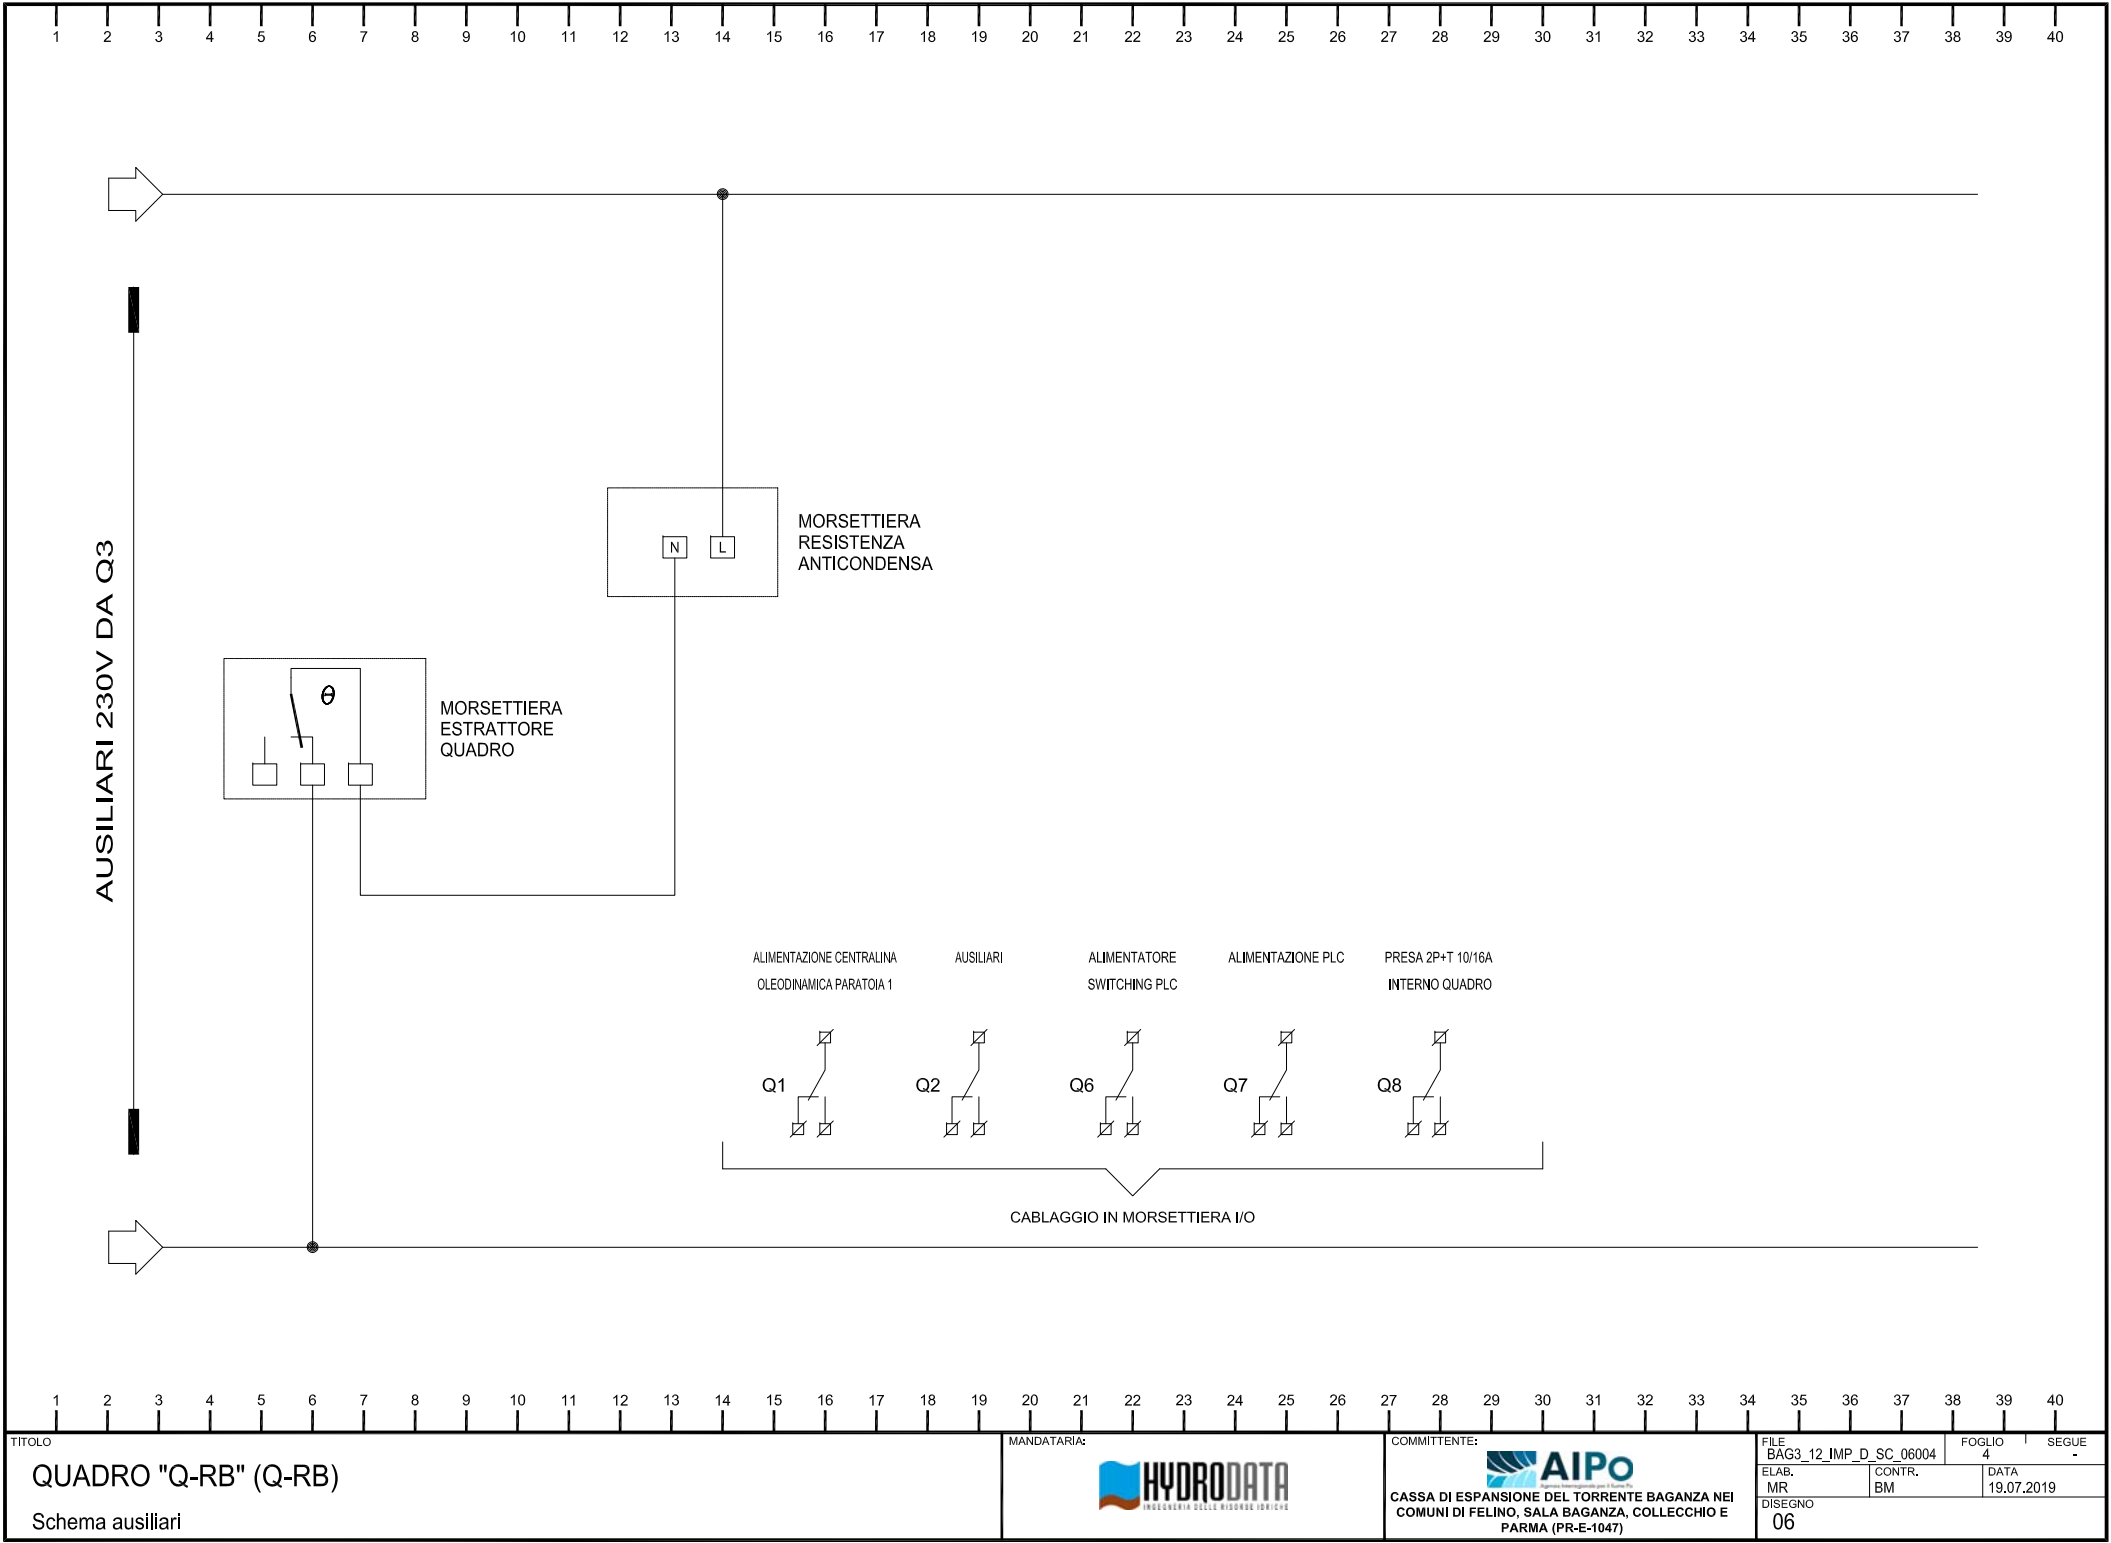 1 2 3 4 5 6 7 8 9 10 11 12 13 14 15 16 17 18 19 20 21 22 23 24 25 26 27 28 29 30 31 32 33 34 35 36 37 38 39 40
AUSILIARI 230V DA Q3
MORSETTIERA
RESISTENZA
ANTICONDENSA
N L
θ
MORSETTIERA
ESTRATTORE
QUADRO
ALIMENTAZIONE CENTRALINA
OLEODINAMICA PARATOIA 1
AUSILIARI
ALIMENTATORE
SWITCHING PLC
ALIMENTAZIONE PLC
PRESA 2P+T 10/16A
INTERNO QUADRO
Q1 Q2 Q6 Q7 Q8
CABLAGGIO IN MORSETTIERA I/O
1 2 3 4 5 6 7 8 9 10 11 12 13 14 15 16 17 18 19 20 21 22 23 24 25 26 27 28 29 30 31 32 33 34 35 36 37 38 39 40
TITOLO
QUADRO "Q-RB" (Q-RB)
Schema ausiliari
MANDATARIA:
HYDRODATA
INGEGNERIA DELLE RISORSE IDRICHE
COMMITTENTE:
AIPo
CASSA DI ESPANSIONE DEL TORRENTE BAGANZA NEI
COMUNI DI FELINO, SALA BAGANZA, COLLECCHIO E
PARMA (PR-E-1047)
FILE
BAG3_12_IMP_D_SC_06004
FOGLIO
4
SEGUE
-
ELAB.
MR
CONTR.
BM
DATA
19.07.2019
DISEGNO
06